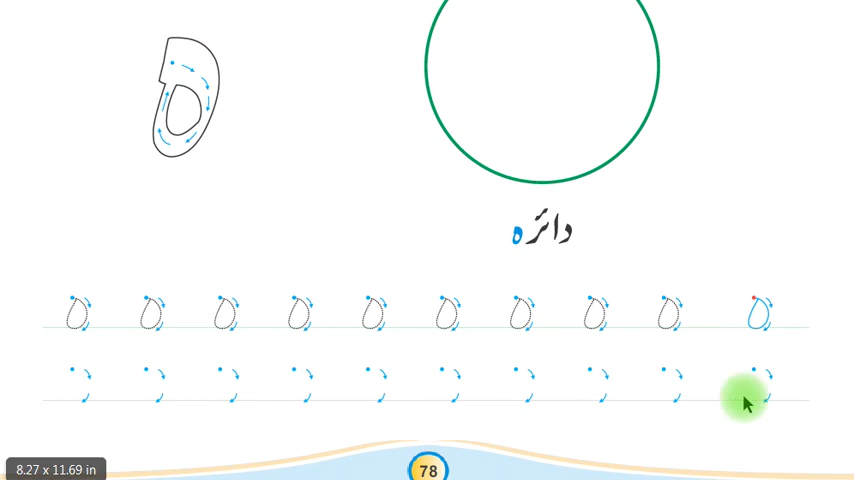 ہ
دائرہ
ہ ہ ہ ہ ہ ہ ہ ہ ہ ہ
78
8.27 x 11.69 in